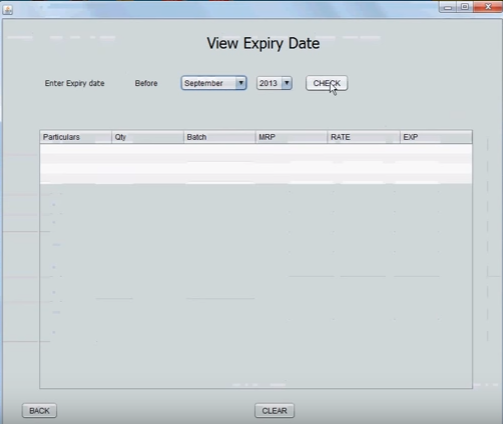 View Expiry Date
Enter Expiry date Before September 2013 CHECK
Particulars Qty Batch MRP RATE EXP
BACK CLEAR